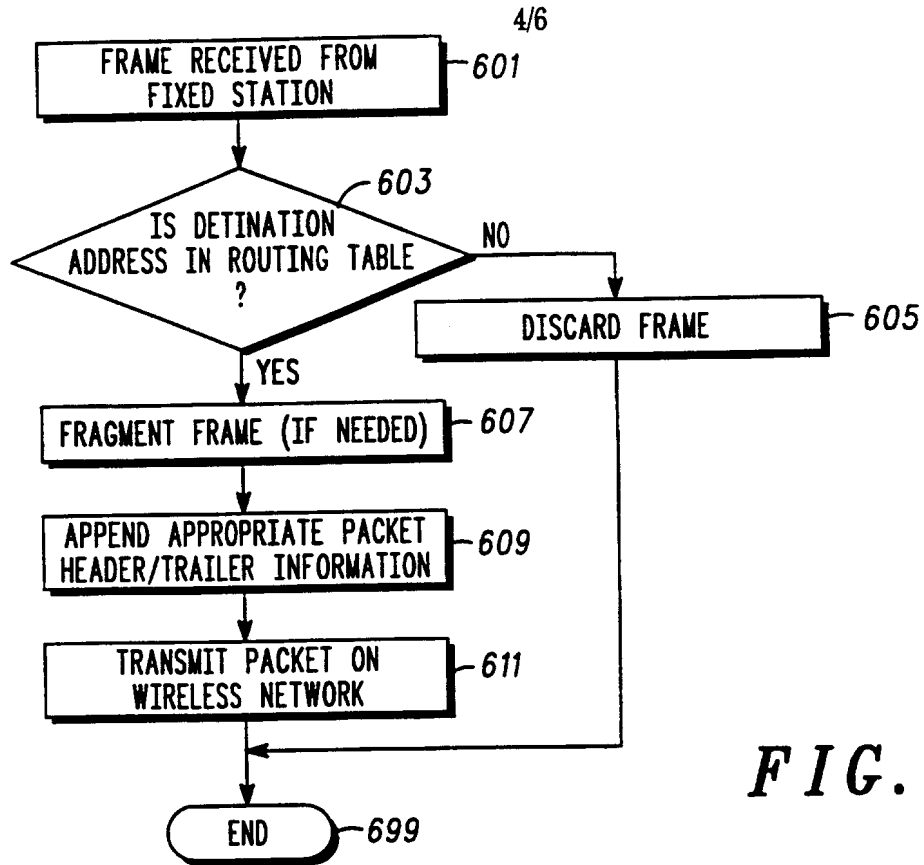 4/6
FRAME RECEIVED FROM
FIXED STATION
601
603
IS DETINATION
ADDRESS IN ROUTING TABLE
?
NO
DISCARD FRAME
605
YES
FRAGMENT FRAME (IF NEEDED)
607
APPEND APPROPRIATE PACKET
HEADER/TRAILER INFORMATION
609
TRANSMIT PACKET ON
WIRELESS NETWORK
611
FIG.
END
699